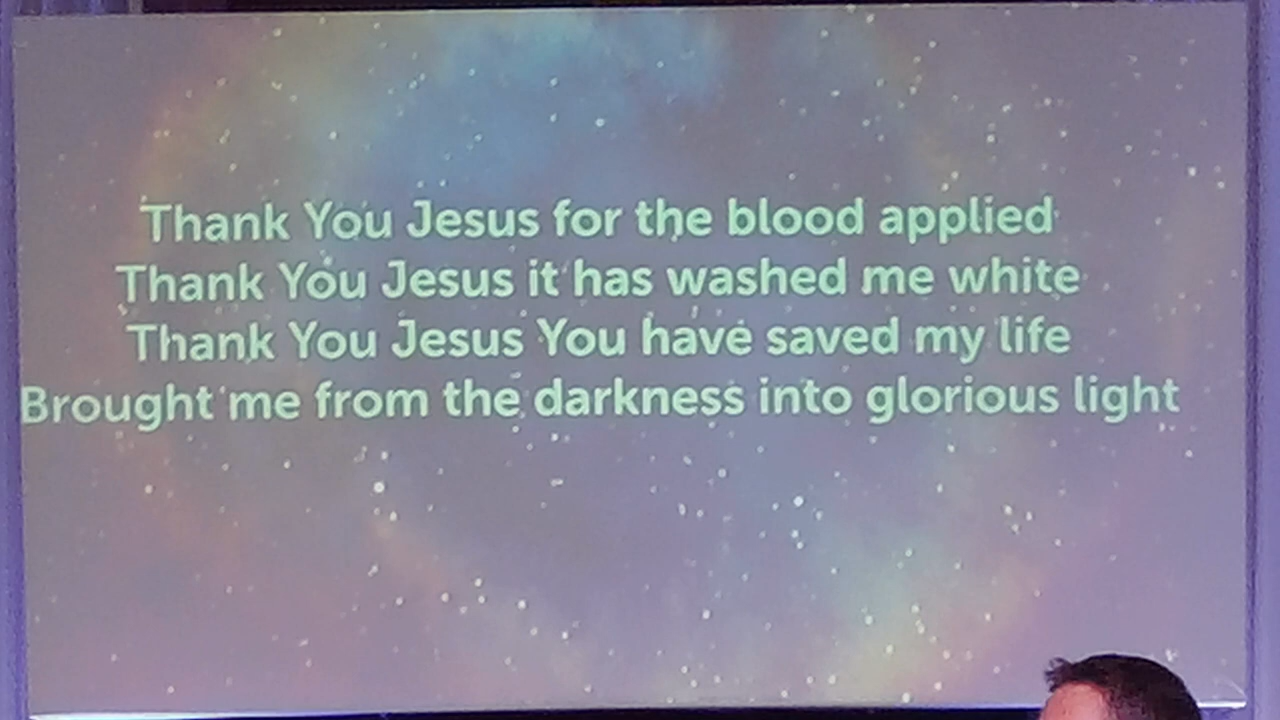 Thank You Jesus for the blood applied
Thank You Jesus it has washed me white
Thank You Jesus You have saved my life
Brought me from the darkness into glorious light